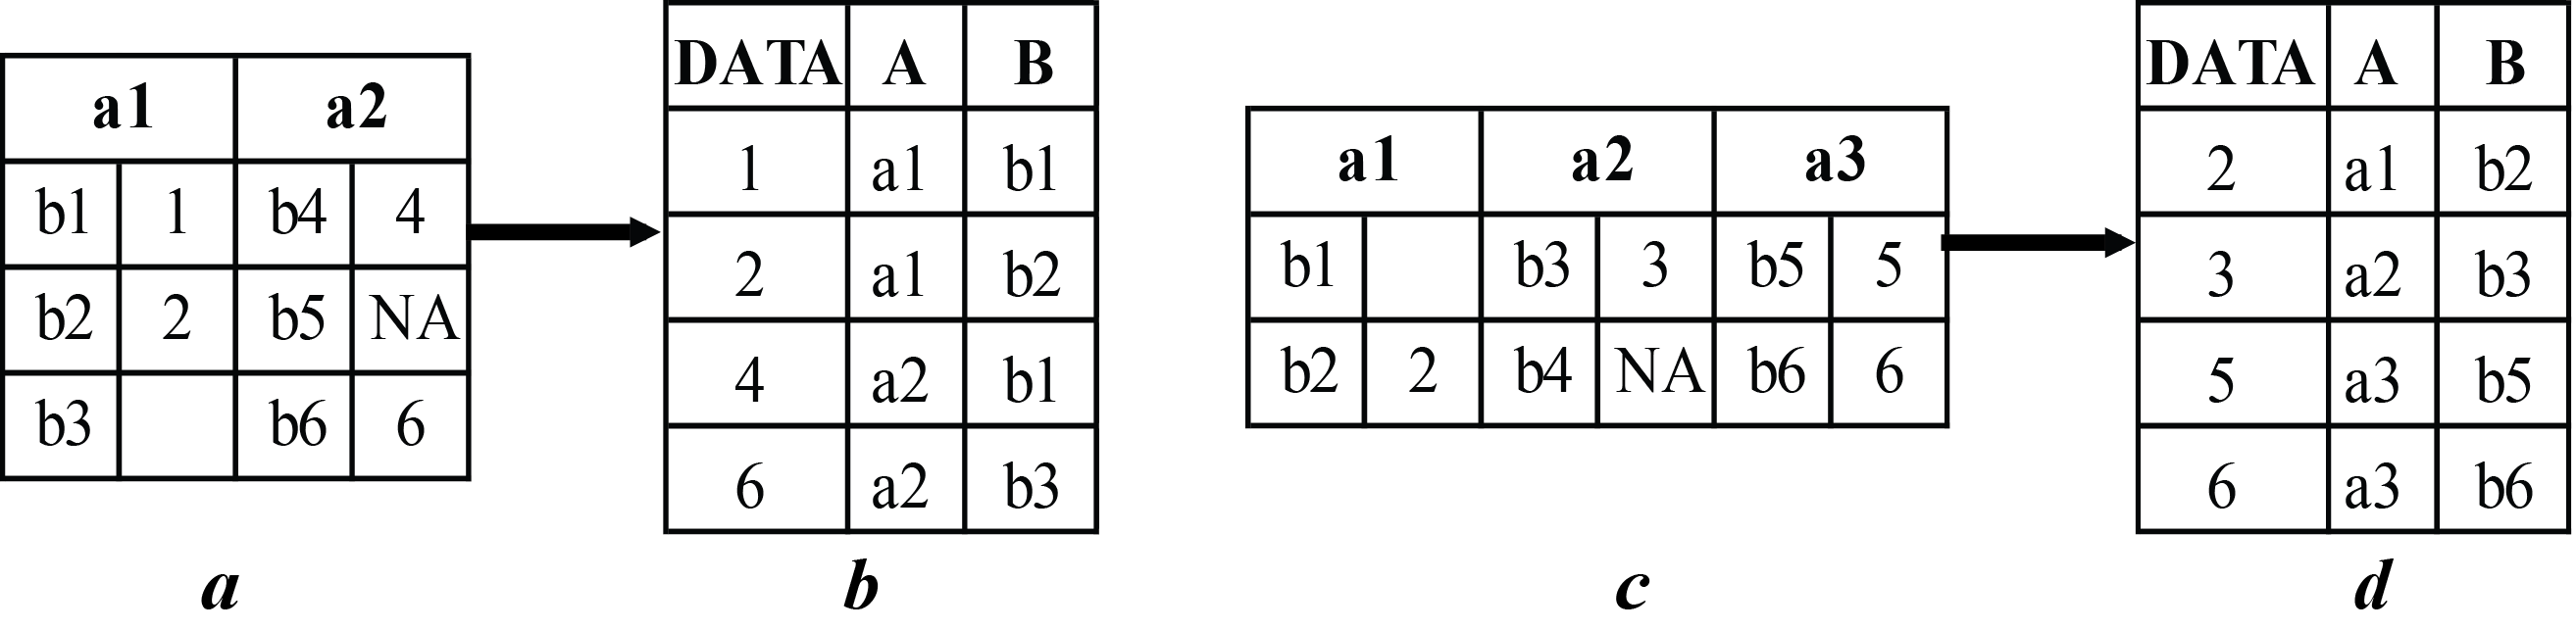 a1 a2
b1 1 b4 4
b2 2 b5 NA
b3 b6 6
a
DATA A B
1 a1 b1
2 a1 b2
4 a2 b1
6 a2 b3
b
a1 a2 a3
b1 b3 3 b5 5
b2 2 b4 NA b6 6
c
DATA A B
2 a1 b2
3 a2 b3
5 a3 b5
6 a3 b6
d